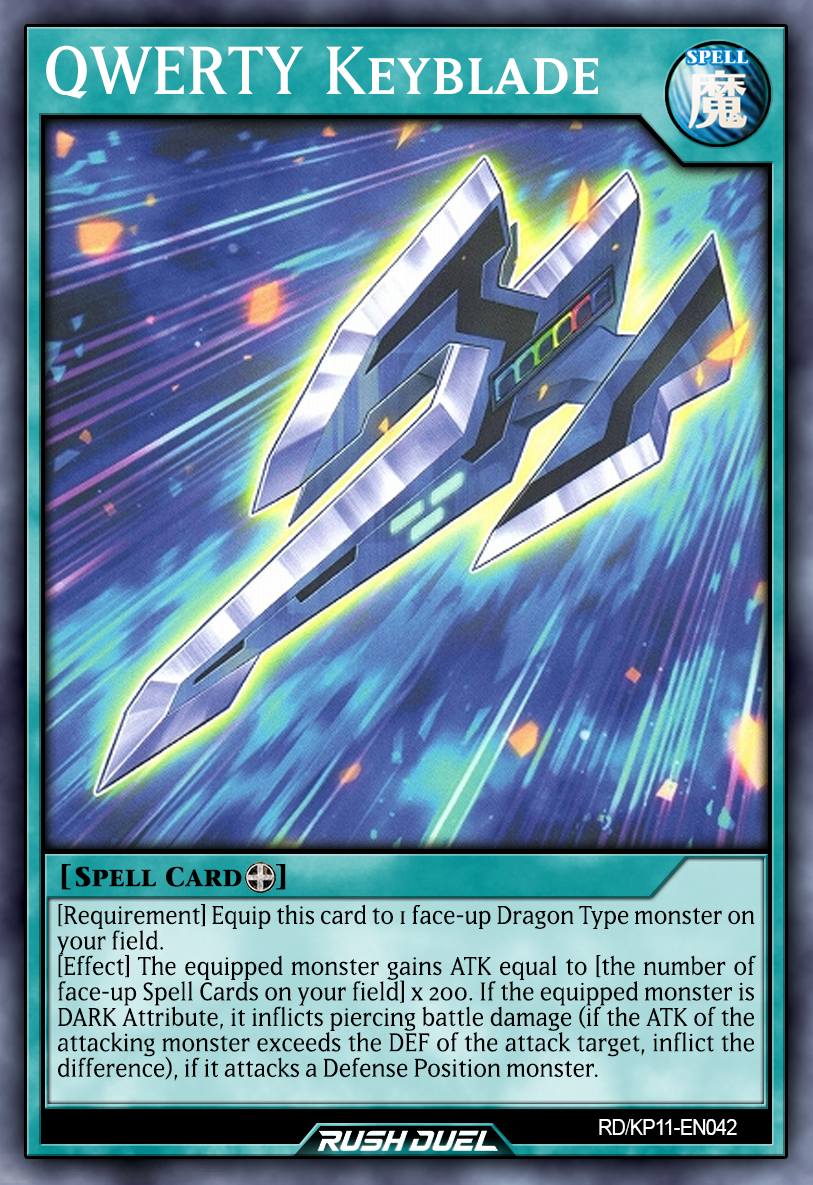 QWERTY Keyblade
SPELL
魔
[Spell Card]
[Requirement] Equip this card to 1 face-up Dragon Type monster on
your field.
[Effect] The equipped monster gains ATK equal to [the number of
face-up Spell Cards on your field] x 200. If the equipped monster is
DARK Attribute, it inflicts piercing battle damage (if the ATK of the
attacking monster exceeds the DEF of the attack target, inflict the
difference), if it attacks a Defense Position monster.
RD/KP11-EN042
RUSH DUEL